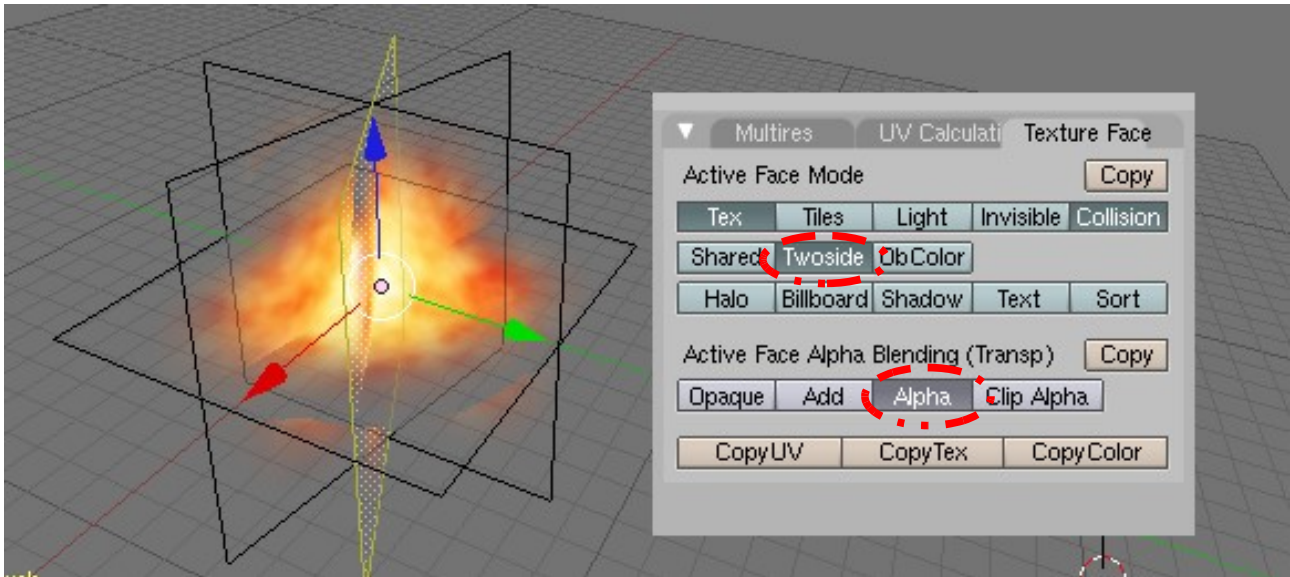 Multires UV Calculati Texture Face
Active Face Mode Copy
Tex Tiles Light Invisible Collision
Shared Twoside ObColor
Halo Billboard Shadow Text Sort
Active Face Alpha Blending (Transp) Copy
Opaque Add Alpha Clip Alpha
CopyUV CopyTex CopyColor